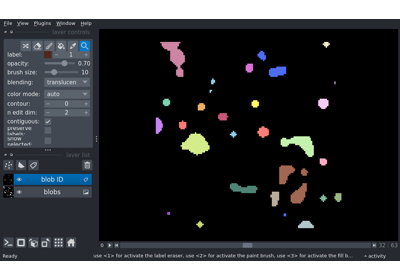 File View Plugins Window Help
layer controls
label: 1
opacity: 0.70
brush size: 10
blending: translucen
color mode: auto
contour: 0
n edit dim: 2
contiguous:
preserve
labels:
show
selected:
layer list
blob ID
blobs
32 63
Ready
use <1> for activate the label eraser, use <2> for activate the paint brush, use <3> for activate the fill b...
activity